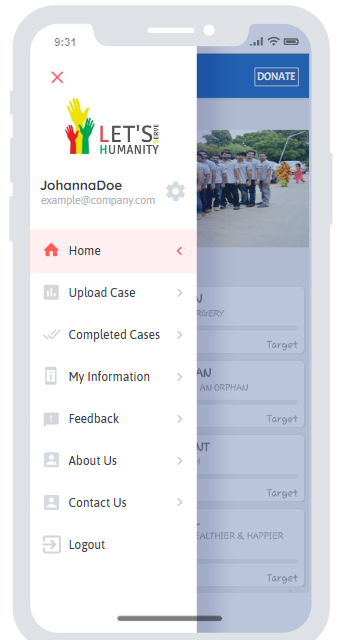 9:31
DONATE
LET'S
SERVE
HUMANITY
JohannaDoe
example@company.com
Home
Upload Case
Completed Cases
My Information
Feedback
About Us
Contact Us
Logout
RGERY
Target
AN
AN ORPHAN
Target
NT
Target
EALTHIER & HAPPIER
Target